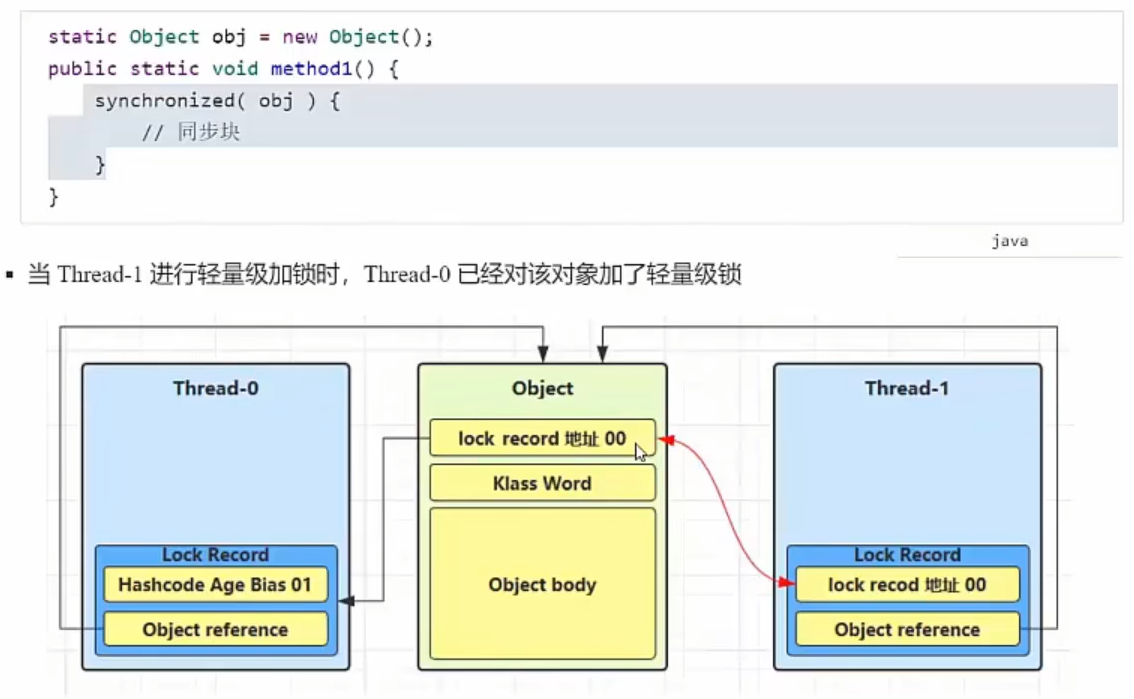 static Object obj = new Object();
public static void method1() {
synchronized( obj ) {
// 同步块
}
}
java
▪ 当 Thread-1 进行轻量级加锁时，Thread-0 已经对该对象加了轻量级锁
Thread-0
Object
Thread-1
lock record 地址 00
Klass Word
Object body
Lock Record
Hashcode Age Bias 01
Object reference
Lock Record
lock recod 地址 00
Object reference